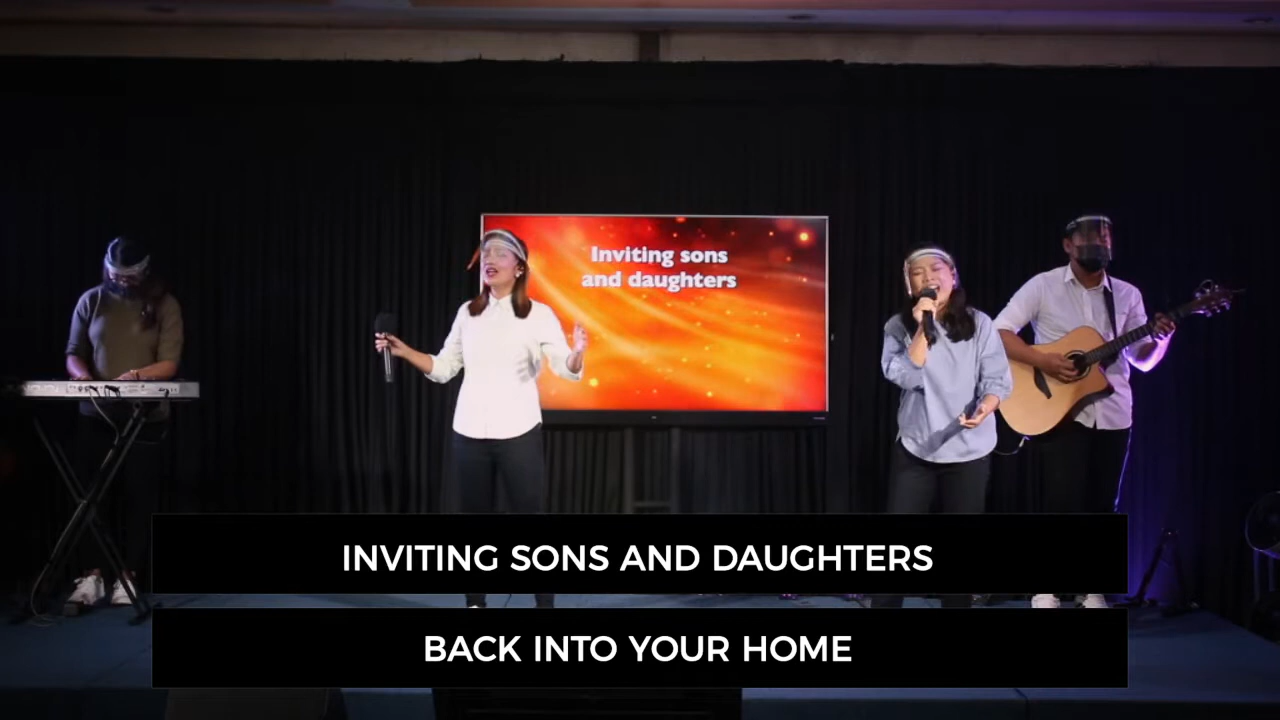 Inviting sons
and daughters
INVITING SONS AND DAUGHTERS
BACK INTO YOUR HOME